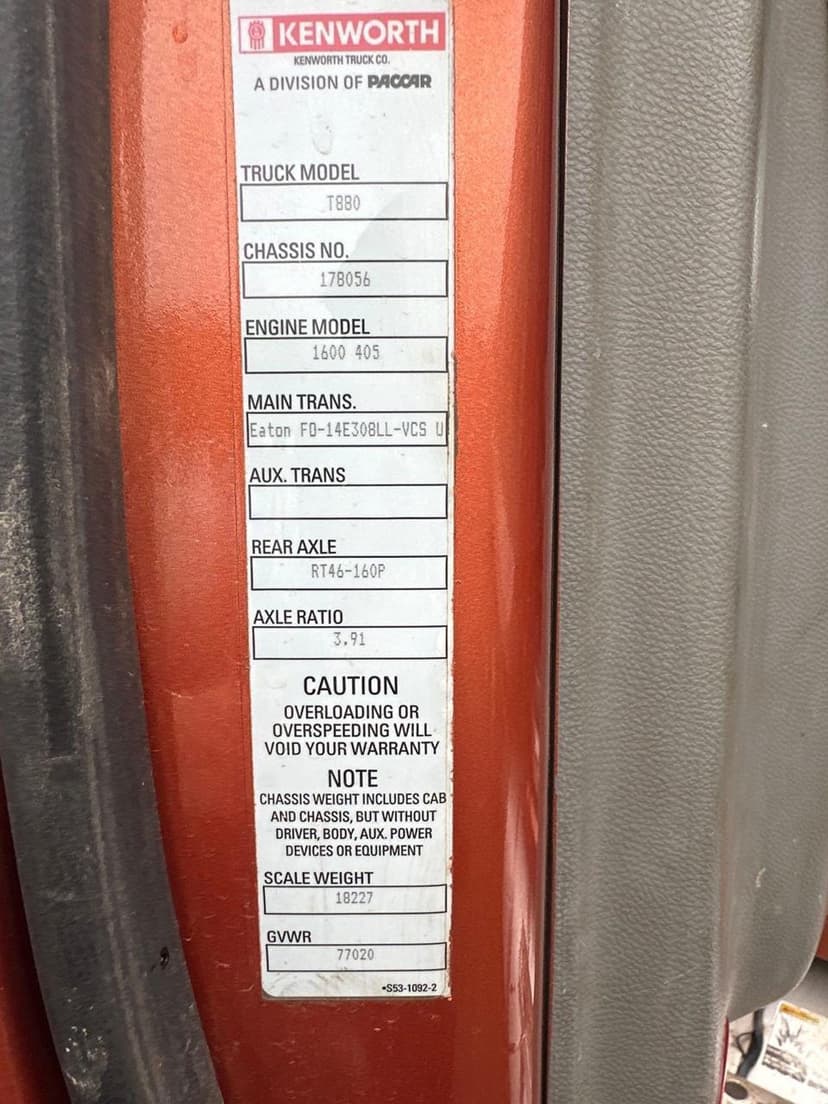 KENWORTH
KENWORTH TRUCK CO.
A DIVISION OF PACCAR
TRUCK MODEL
T880
CHASSIS NO.
178056
ENGINE MODEL
1600 405
MAIN TRANS.
Eaton FO-14E308LL-VCS U
AUX. TRANS
REAR AXLE
RT46-160P
AXLE RATIO
3.91
CAUTION
OVERLOADING OR
OVERSPEEDING WILL
VOID YOUR WARRANTY
NOTE
CHASSIS WEIGHT INCLUDES CAB
AND CHASSIS, BUT WITHOUT
DRIVER, BODY, AUX. POWER
DEVICES OR EQUIPMENT
SCALE WEIGHT
18227
GVWR
77020
•S53-1092-2